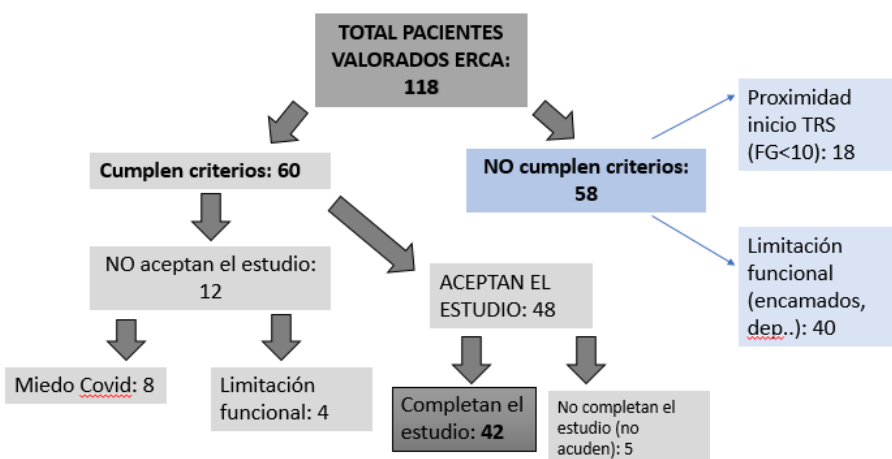 TOTAL PACIENTES
VALORADOS ERCA:
118
Cumplen criterios: 60
NO cumplen criterios:
58
Proximidad
inicio TRS
(FG<10): 18
Limitación
funcional
(encamados,
dep..): 40
NO aceptan el estudio:
12
ACEPTAN EL
ESTUDIO: 48
Miedo Covid: 8
Limitación
funcional: 4
Completan el
estudio: 42
No completan el
estudio (no
acuden): 5